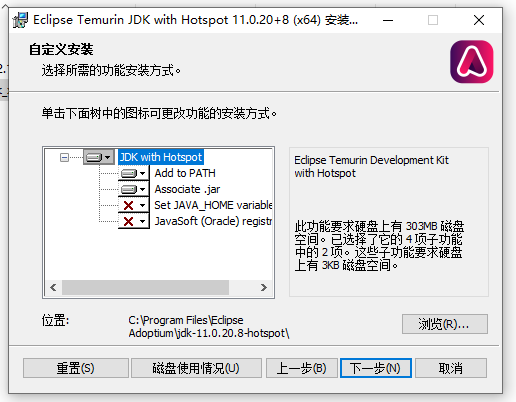 Eclipse Temurin JDK with Hotspot 11.0.20+8 (x64) 安装...
自定义安装
选择所需的功能安装方式。
单击下面树中的图标可更改功能的安装方式。
JDK with Hotspot
Add to PATH
Associate .jar
Set JAVA_HOME variable
JavaSoft (Oracle) registr
Eclipse Temurin Development Kit
with Hotspot
此功能要求硬盘上有 303MB 磁盘
空间。已选择了它的 4 项子功能
中的 2 项。这些子功能要求硬盘
上有 3KB 磁盘空间。
位置:
C:\Program Files\Eclipse
Adoptium\jdk-11.0.20.8-hotspot\
浏览(R)...
重置(S)
磁盘使用情况(U)
上一步(B)
下一步(N)
取消